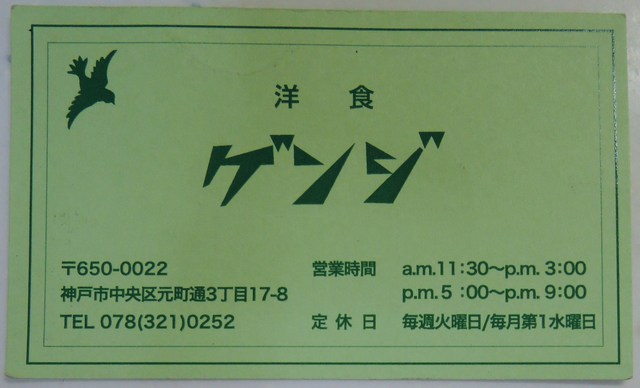 洋食
ゲンジ
〒650-0022
神戸市中央区元町通3丁目17-8
TEL 078(321)0252
営業時間 a.m.11:30〜p.m. 3:00
p.m.5 :00〜p.m. 9:00
定休日 毎週火曜日/毎月第1水曜日